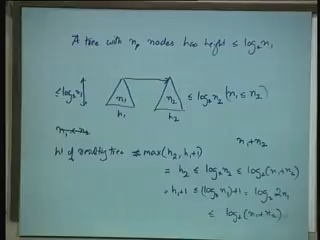 A tree with n₁ nodes has height ≤ log₂n₁
≤ log₂n₁ n₁ n₂ ≤ log₂n₂ (n₁ ≤ n₂)
h₁ h₂
n₁ ≤ n₂
n₁+n₂
ht of resulting tree ≤ max(h₂, h₁+1)
= h₂ ≤ log₂n₂ ≤ log₂(n₁+n₂)
= h₁+1 ≤ (log₂n₁)+1 = log₂2n₁
≤ log₂(n₁+n₂)